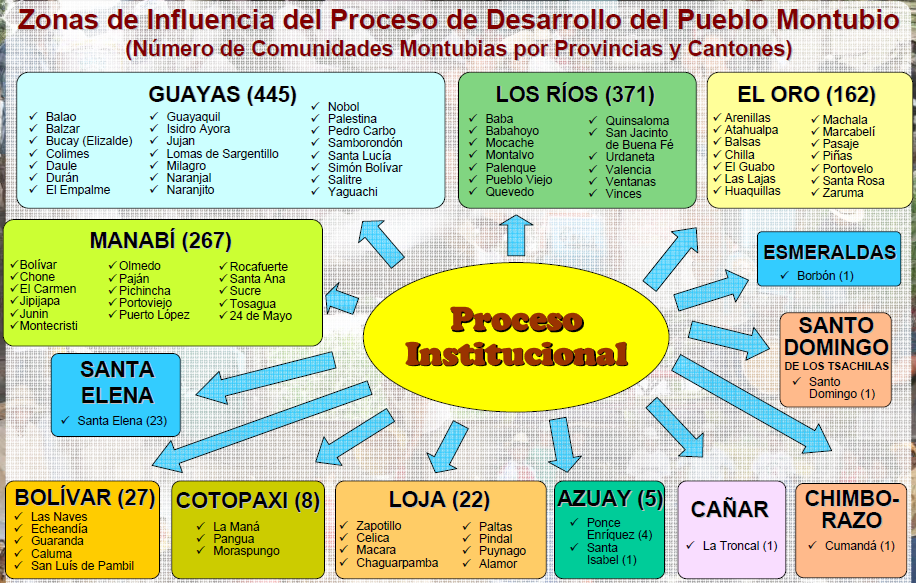 Zonas de Influencia del Proceso de Desarrollo del Pueblo Montubio
(Número de Comunidades Montubias por Provincias y Cantones)
GUAYAS (445)
✓ Balao
✓ Balzar
✓ Bucay (Elizalde)
✓ Colimes
✓ Daule
✓ Durán
✓ El Empalme
✓ Guayaquil
✓ Isidro Ayora
✓ Jujan
✓ Lomas de Sargentillo
✓ Milagro
✓ Naranjal
✓ Naranjito
✓ Nobol
✓ Palestina
✓ Pedro Carbo
✓ Samborondón
✓ Santa Lucía
✓ Simón Bolívar
✓ Salitre
✓ Yaguachi
LOS RÍOS (371)
✓ Baba
✓ Babahoyo
✓ Mocache
✓ Montalvo
✓ Palenque
✓ Pueblo Viejo
✓ Quevedo
✓ Quinsaloma
✓ San Jacinto
de Buena Fé
✓ Urdaneta
✓ Valencia
✓ Ventanas
✓ Vinces
EL ORO (162)
✓ Arenillas
✓ Atahualpa
✓ Balsas
✓ Chilla
✓ El Guabo
✓ Las Lajas
✓ Huaquillas
✓ Machala
✓ Marcabelí
✓ Pasaje
✓ Piñas
✓ Portovelo
✓ Santa Rosa
✓ Zaruma
MANABÍ (267)
✓ Bolívar
✓ Chone
✓ El Carmen
✓ Jipijapa
✓ Junin
✓ Montecristi
✓ Olmedo
✓ Paján
✓ Pichincha
✓ Portoviejo
✓ Puerto López
✓ Rocafuerte
✓ Santa Ana
✓ Sucre
✓ Tosagua
✓ 24 de Mayo
ESMERALDAS
✓ Borbón (1)
Proceso
Institucional
SANTO
DOMINGO
DE LOS TSACHILAS
✓ Santo
Domingo (1)
SANTA
ELENA
✓ Santa Elena (23)
BOLÍVAR (27)
✓ Las Naves
✓ Echeandía
✓ Guaranda
✓ Caluma
✓ San Luís de Pambil
COTOPAXI (8)
✓ La Maná
✓ Pangua
✓ Moraspungo
LOJA (22)
✓ Zapotillo
✓ Celica
✓ Macara
✓ Chaguarpamba
✓ Paltas
✓ Pindal
✓ Puynago
✓ Alamor
AZUAY (5)
✓ Ponce
Enríquez (4)
✓ Santa
Isabel (1)
CAÑAR
✓ La Troncal (1)
CHIMBO-
RAZO
✓ Cumandá (1)